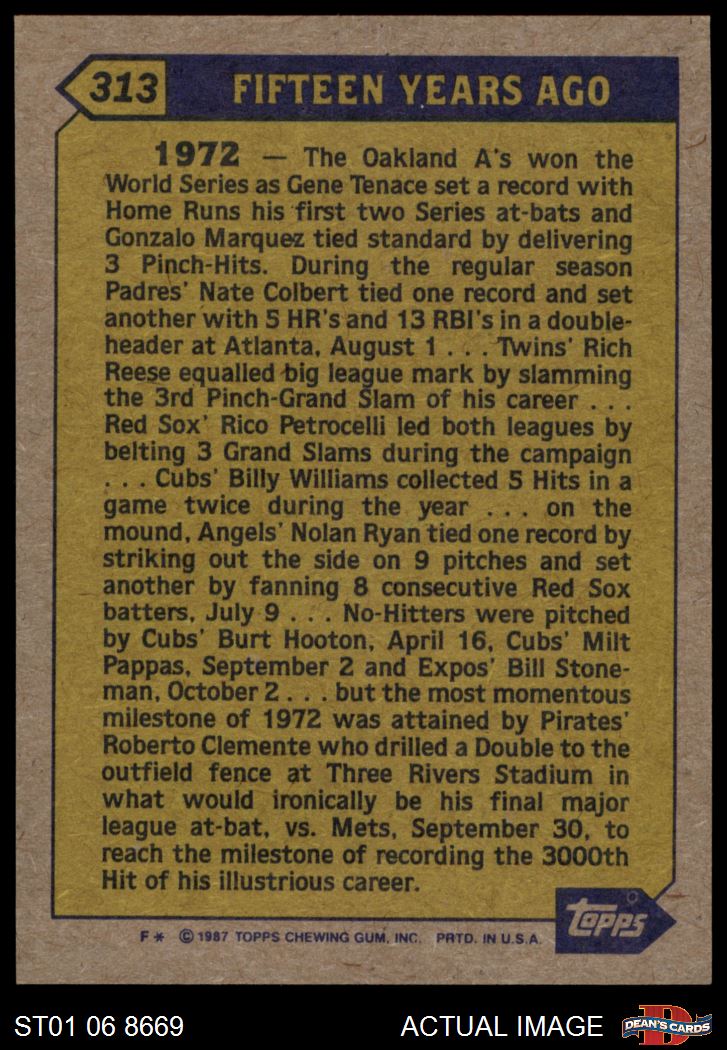 313
FIFTEEN YEARS AGO
1972 — The Oakland A's won the
World Series as Gene Tenace set a record with
Home Runs his first two Series at-bats and
Gonzalo Marquez tied standard by delivering
3 Pinch-Hits. During the regular season
Padres' Nate Colbert tied one record and set
another with 5 HR's and 13 RBI's in a double-
header at Atlanta, August 1 . . . Twins' Rich
Reese equalled big league mark by slamming
the 3rd Pinch-Grand Slam of his career . . .
Red Sox' Rico Petrocelli led both leagues by
belting 3 Grand Slams during the campaign
. . . Cubs' Billy Williams collected 5 Hits in a
game twice during the year . . . on the
mound, Angels' Nolan Ryan tied one record by
striking out the side on 9 pitches and set
another by fanning 8 consecutive Red Sox
batters, July 9 . . . No-Hitters were pitched
by Cubs' Burt Hooton, April 16, Cubs' Milt
Pappas, September 2 and Expos' Bill Stone-
man, October 2 . . . but the most momentous
milestone of 1972 was attained by Pirates'
Roberto Clemente who drilled a Double to the
outfield fence at Three Rivers Stadium in
what would ironically be his final major
league at-bat, vs. Mets, September 30, to
reach the milestone of recording the 3000th
Hit of his illustrious career.
Topps
F* © 1987 TOPPS CHEWING GUM, INC. PRTD. IN U.S.A.
ST01 06 8669
ACTUAL IMAGE
D
DEAN'S CARDS